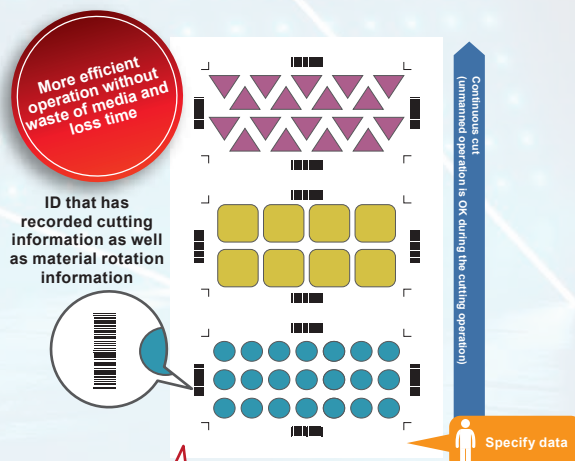 More efficient
operation without
waste of media and
loss time
ID that has
recorded cutting
information as well
as material rotation
information
Continuous cut
(unmanned operation is OK during the cutting operation)
Specify data